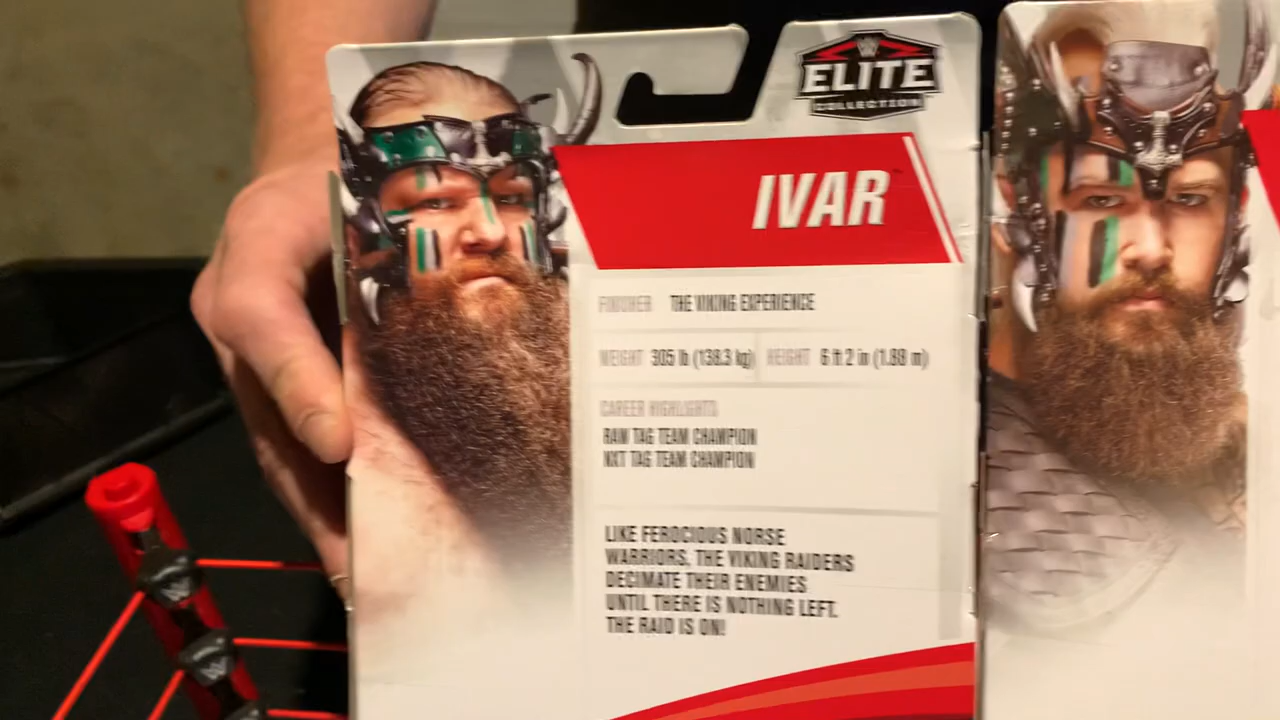 W
ELITE
COLLECTION
IVAR
FINISHER THE VIKING EXPERIENCE
WEIGHT 305 lb (138.3 kg) HEIGHT 6 ft 2 in (1.88 m)
CAREER HIGHLIGHTS
RAW TAG TEAM CHAMPION
NXT TAG TEAM CHAMPION
LIKE FEROCIOUS NORSE
WARRIORS, THE VIKING RAIDERS
DECIMATE THEIR ENEMIES
UNTIL THERE IS NOTHING LEFT.
THE RAID IS ON!